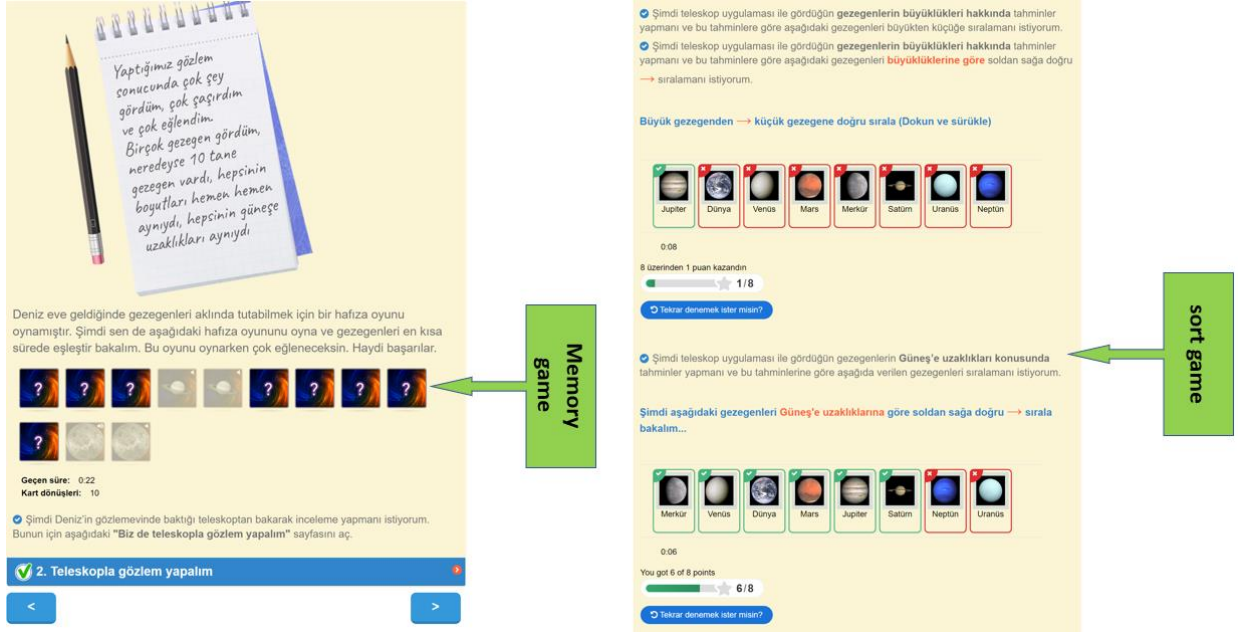 Yaptığımız gözlem
sonucunda çok şey
gördüm, çok şaşırdım
ve çok eğlendim.
Birçok gezegen gördüm,
neredeyse 10 tane
gezegen vardı, hepsinin
boyutları hemen hemen
aynıydı, hepsinin güneşe
uzaklıkları aynıydı
Deniz eve geldiğinde gezegenleri aklında tutabilmek için bir hafıza oyunu
oynamıştır. Şimdi sen de aşağıdaki hafıza oyununu oyna ve gezegenleri en kısa
sürede eşleştir bakalım. Bu oyunu oynarken çok eğleneceksin. Haydi başarılar.
? ? ? ? ? ? ?
?
Geçen süre: 0:22
Kart dönüşleri: 10
Şimdi Deniz'in gözlemevinde baktığı teleskoptan bakarak inceleme yapmanı istiyorum.
Bunun için aşağıdaki "Biz de teleskopla gözlem yapalım" sayfasını aç.
2. Teleskopla gözlem yapalım
< >
Memory
game
Şimdi teleskop uygulaması ile gördüğün gezegenlerin büyüklükleri hakkında tahminler
yapmanı ve bu tahminlere göre aşağıdaki gezegenleri büyükten küçüğe sıralamanı istiyorum.
Şimdi teleskop uygulaması ile gördüğün gezegenlerin büyüklükleri hakkında tahminler
yapmanı ve bu tahminlere göre aşağıdaki gezegenleri büyüklüklerine göre soldan sağa doğru
→ sıralamanı istiyorum.
Büyük gezegenden → küçük gezegene doğru sırala (Dokun ve sürükle)
Jupiter Dünya Venüs Mars Merkür Satürn Uranüs Neptün
0:08
8 üzerinden 1 puan kazandın
1/8
Tekrar denemek ister misin?
Şimdi teleskop uygulaması ile gördüğün gezegenlerin Güneş'e uzaklıkları konusunda
tahminler yapmanı ve bu tahminlerine göre aşağıda verilen gezegenleri sıralamanı istiyorum.
Şimdi aşağıdaki gezegenleri Güneş'e uzaklıklarına göre soldan sağa doğru → sırala
bakalım...
Merkür Venüs Dünya Mars Jupiter Satürn Neptün Uranüs
0:06
You got 6 of 8 points
6/8
Tekrar denemek ister misin?
sort game